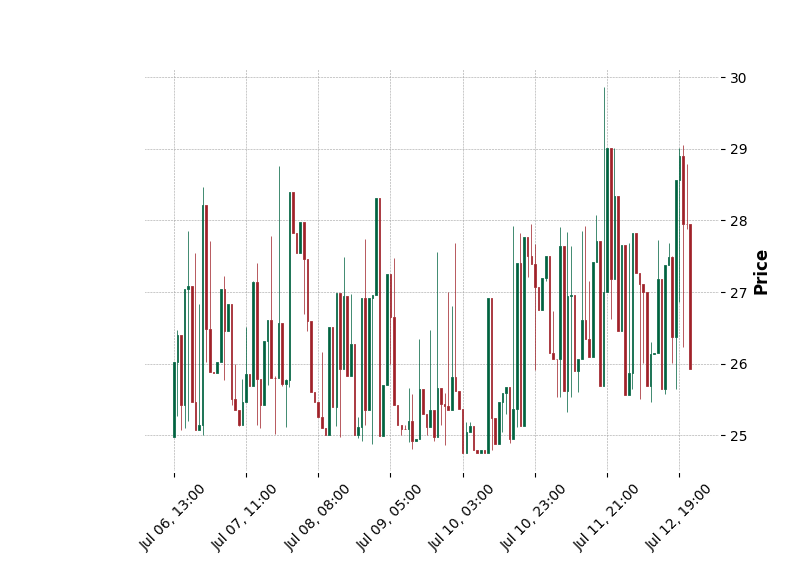 30
29
28
27
26
25
Price
Jul 06, 13:00
Jul 07, 11:00
Jul 08, 08:00
Jul 09, 05:00
Jul 10, 03:00
Jul 10, 23:00
Jul 11, 21:00
Jul 12, 19:00